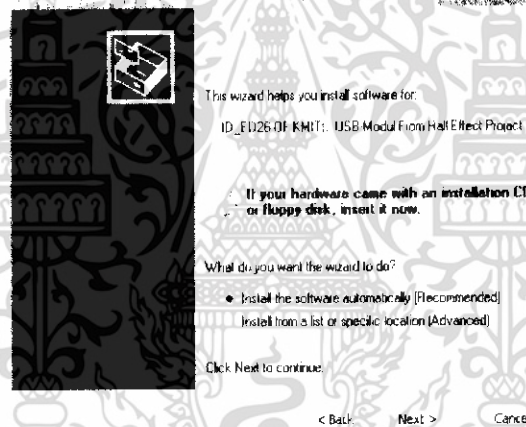 This wizard helps you install software for:
ID_ED26 OF KMITL USB Modul From Hall Effect Project
If your hardware came with an installation CD
or floppy disk, insert it now.
What do you want the wizard to do?
Install the software automatically (Recommended)
Install from a list or specific location (Advanced)
Click Next to continue.
< Back Next > Cancel